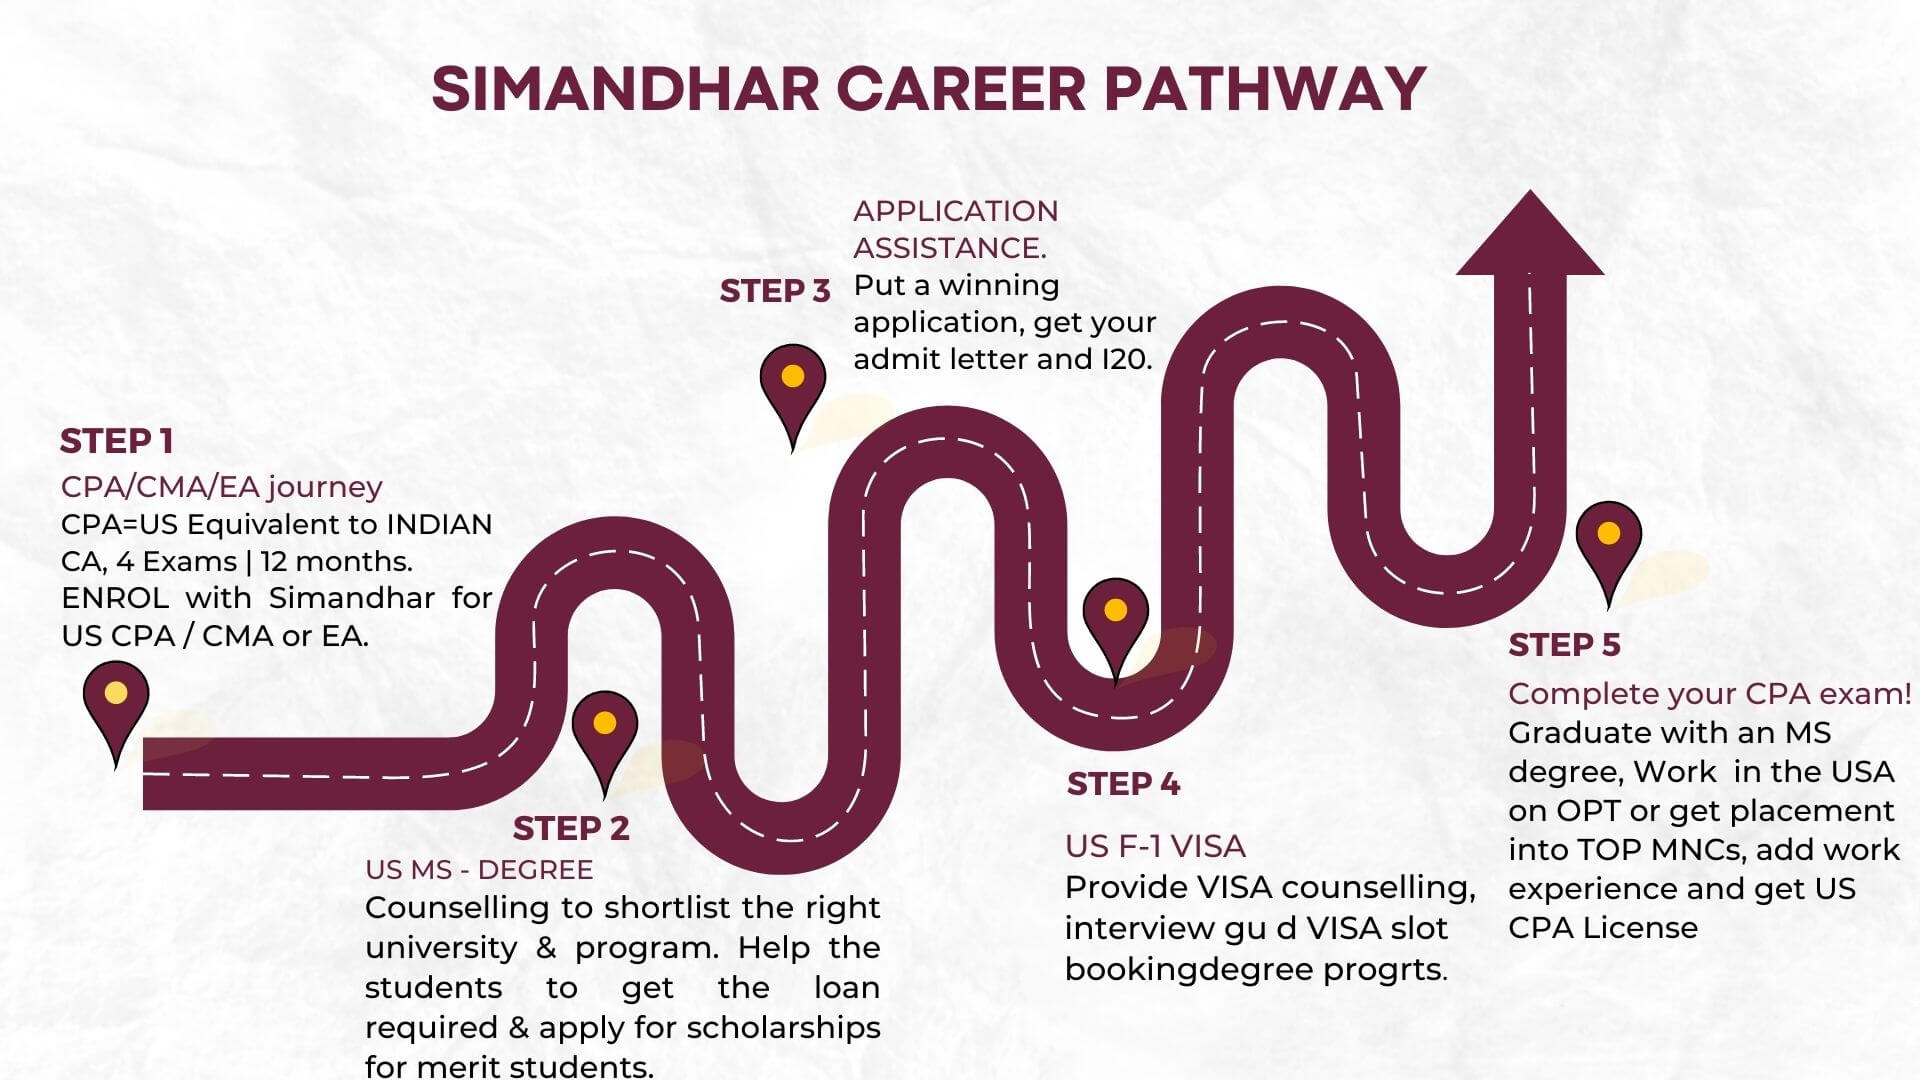 SIMANDHAR CAREER PATHWAY
STEP 1
CPA/CMA/EA journey
CPA=US Equivalent to INDIAN
CA, 4 Exams | 12 months.
ENROL with Simandhar for
US CPA / CMA or EA.
STEP 2
US MS - DEGREE
Counselling to shortlist the right
university & program. Help the
students to get the loan
required & apply for scholarships
for merit students.
STEP 3
APPLICATION
ASSISTANCE.
Put a winning
application, get your
admit letter and I20.
STEP 4
US F-1 VISA
Provide VISA counselling,
interview gu d VISA slot
bookingdegree progrts.
STEP 5
Complete your CPA exam!
Graduate with an MS
degree, Work in the USA
on OPT or get placement
into TOP MNCs, add work
experience and get US
CPA License